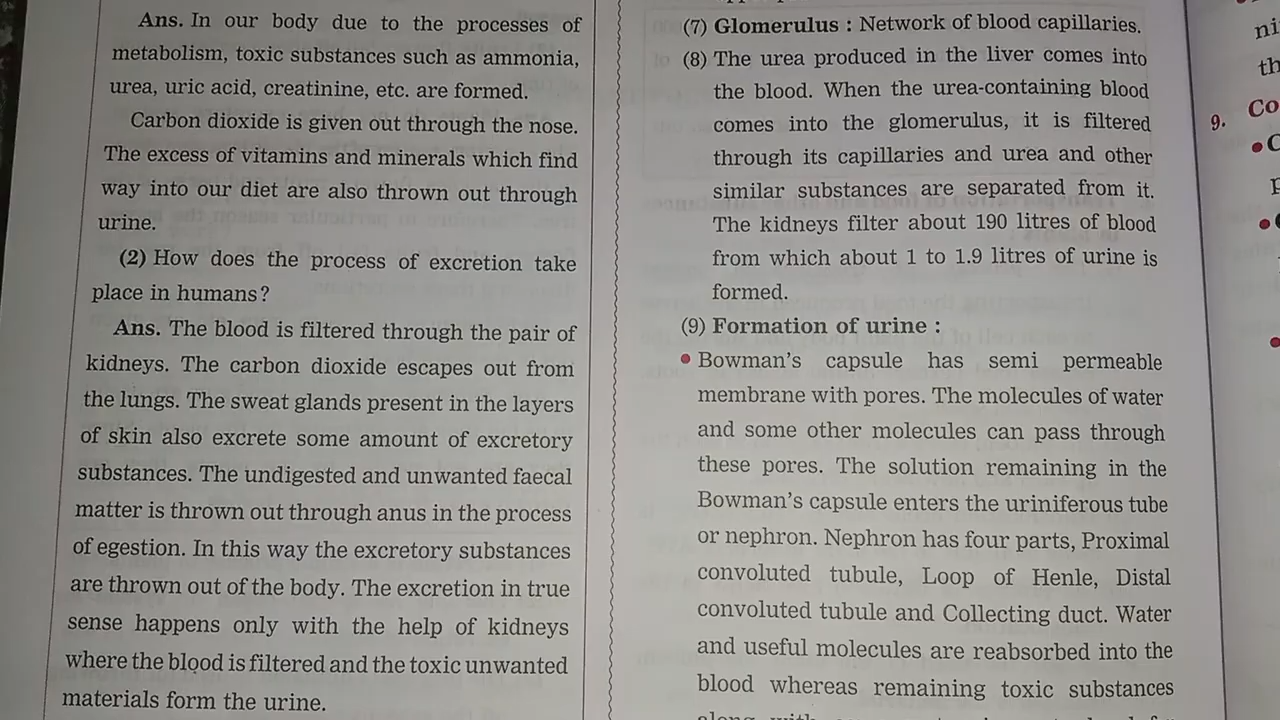 Ans. In our body due to the processes of
metabolism, toxic substances such as ammonia,
urea, uric acid, creatinine, etc. are formed.
Carbon dioxide is given out through the nose.
The excess of vitamins and minerals which find
way into our diet are also thrown out through
urine.
(2) How does the process of excretion take
place in humans?
Ans. The blood is filtered through the pair of
kidneys. The carbon dioxide escapes out from
the lungs. The sweat glands present in the layers
of skin also excrete some amount of excretory
substances. The undigested and unwanted faecal
matter is thrown out through anus in the process
of egestion. In this way the excretory substances
are thrown out of the body. The excretion in true
sense happens only with the help of kidneys
where the blood is filtered and the toxic unwanted
materials form the urine.
(7) Glomerulus : Network of blood capillaries.
(8) The urea produced in the liver comes into
the blood. When the urea-containing blood
comes into the glomerulus, it is filtered
through its capillaries and urea and other
similar substances are separated from it.
The kidneys filter about 190 litres of blood
from which about 1 to 1.9 litres of urine is
formed.
(9) Formation of urine :
• Bowman's capsule has semi permeable
membrane with pores. The molecules of water
and some other molecules can pass through
these pores. The solution remaining in the
Bowman's capsule enters the uriniferous tube
or nephron. Nephron has four parts, Proximal
convoluted tubule, Loop of Henle, Distal
convoluted tubule and Collecting duct. Water
and useful molecules are reabsorbed into the
blood whereas remaining toxic substances
along with
ni
th
9. Co